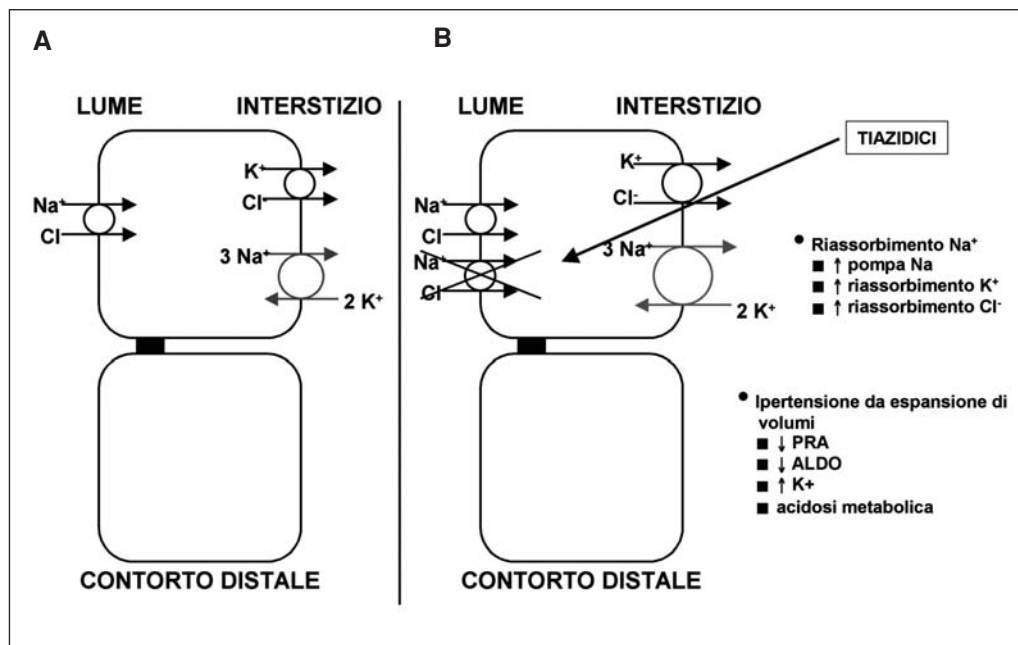 A
LUME INTERSTIZIO
K⁺
Cl⁻
Na⁺
Cl
3 Na⁺
2 K⁺
CONTORTO DISTALE
B
LUME INTERSTIZIO
TIAZIDICI
K⁺
Cl⁻
Na⁺
Cl
Na⁺
Cl
3 Na⁺
2 K⁺
• Riassorbimento Na⁺
■ ↑ pompa Na
■ ↑ riassorbimento K⁺
■ ↑ riassorbimento Cl⁻
• Ipertensione da espansione di
volumi
■ ↓ PRA
■ ↓ ALDO
■ ↑ K+
■ acidosi metabolica
CONTORTO DISTALE